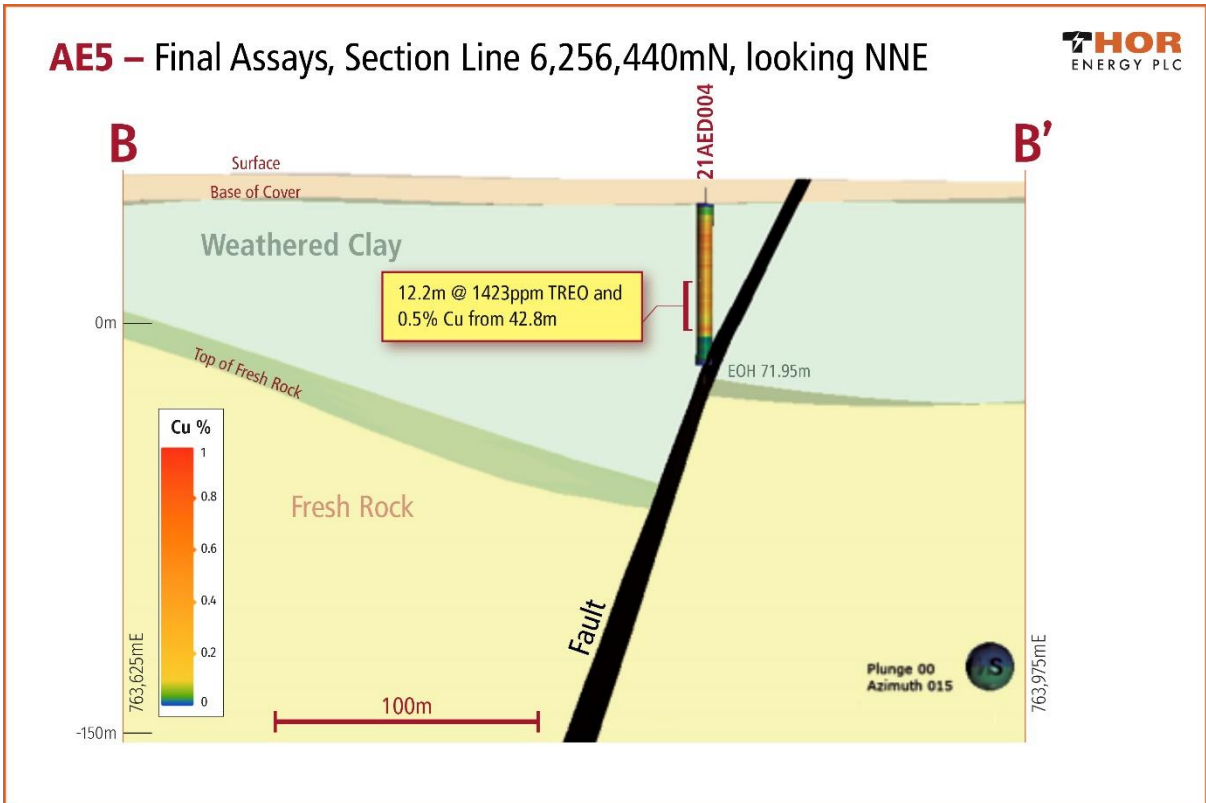 AE5 – Final Assays, Section Line 6,256,440mN, looking NNE
THOR
ENERGY PLC
B
21AED004
B'
Surface
Base of Cover
Weathered Clay
12.2m @ 1423ppm TREO and
0.5% Cu from 42.8m
0m
Top of Fresh Rock
EOH 71.95m
Cu %
1
0.8
0.6
0.4
0.2
0
Fresh Rock
Fault
763,625mE
100m
Plunge 00
Azimuth 015
S
763,975mE
-150m